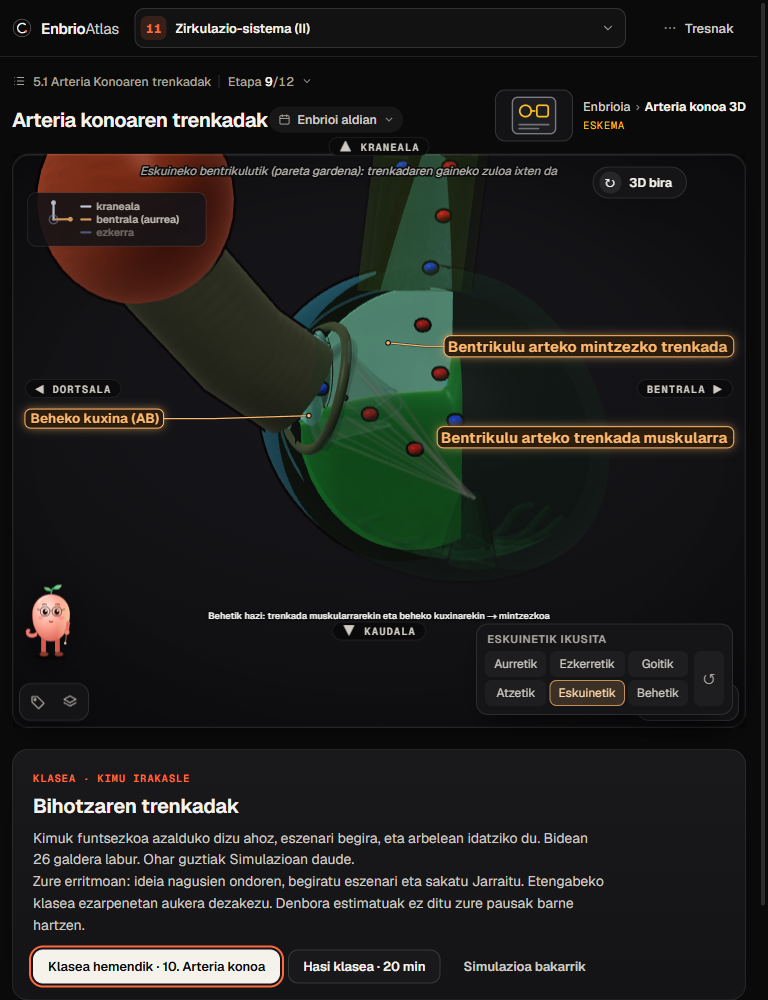 EnbrioAtlas
11 Zirkulazio-sistema (II)
··· Tresnak
5.1 Arteria Konoaren trenkadak
Etapa 9/12
Arteria konoaren trenkadak
Enbrioi aldian
Enbrioia › Arteria konoa 3D
ESKEMA
▲ KRANEALA
Eskuineko bentrikulutik (pareta gardena): trenkadaren gaineko zuloa ixten da
↻ 3D bira
kraneala
bentrala (aurrea)
ezkerra
Bentrikulu arteko mintzezko trenkada
◀ DORTSALA
BENTRALA ▶
Beheko kuxina (AB)
Bentrikulu arteko trenkada muskularra
Behetik hazi: trenkada muskularrarekin eta beheko kuxinarekin → mintzezkoa
▼ KAUDALA
ESKUINETIK IKUSITA
Aurretik Ezkerretik Goitik
Atzetik Eskuinetik Behetik
↺
KLASEA · KIMU IRAKASLE
Bihotzaren trenkadak
Kimuk funtsezkoa azalduko dizu ahoz, eszenari begira, eta arbelean idatziko du. Bidean
26 galdera labur. Ohar guztiak Simulazioan daude.
Zure erritmoan: ideia nagusien ondoren, begiratu eszenari eta sakatu Jarraitu. Etengabeko
klasea ezarpenetan aukera dezakezu. Denbora estimatuak ez ditu zure pausak barne
hartzen.
Klasea hemendik · 10. Arteria konoa
Hasi klasea · 20 min
Simulazioa bakarrik